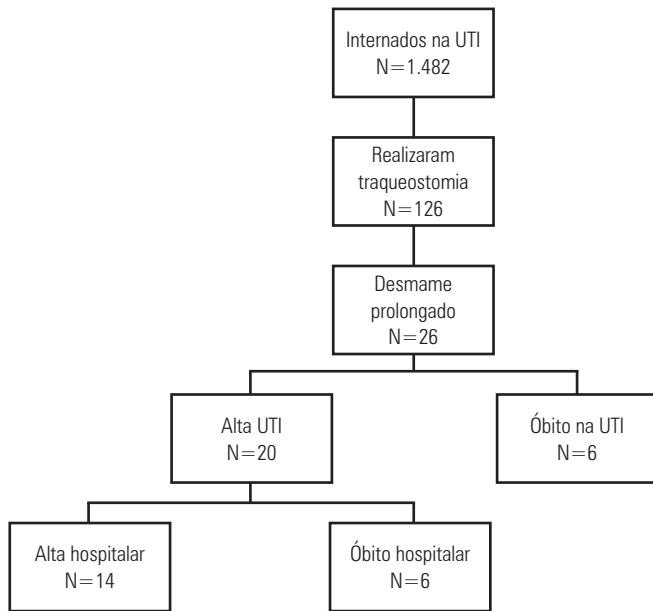 Internados na UTI
N=1.482
Realizaram
traqueostomia
N=126
Desmame
prolongado
N=26
Alta UTI
N=20
Óbito na UTI
N=6
Alta hospitalar
N=14
Óbito hospitalar
N=6